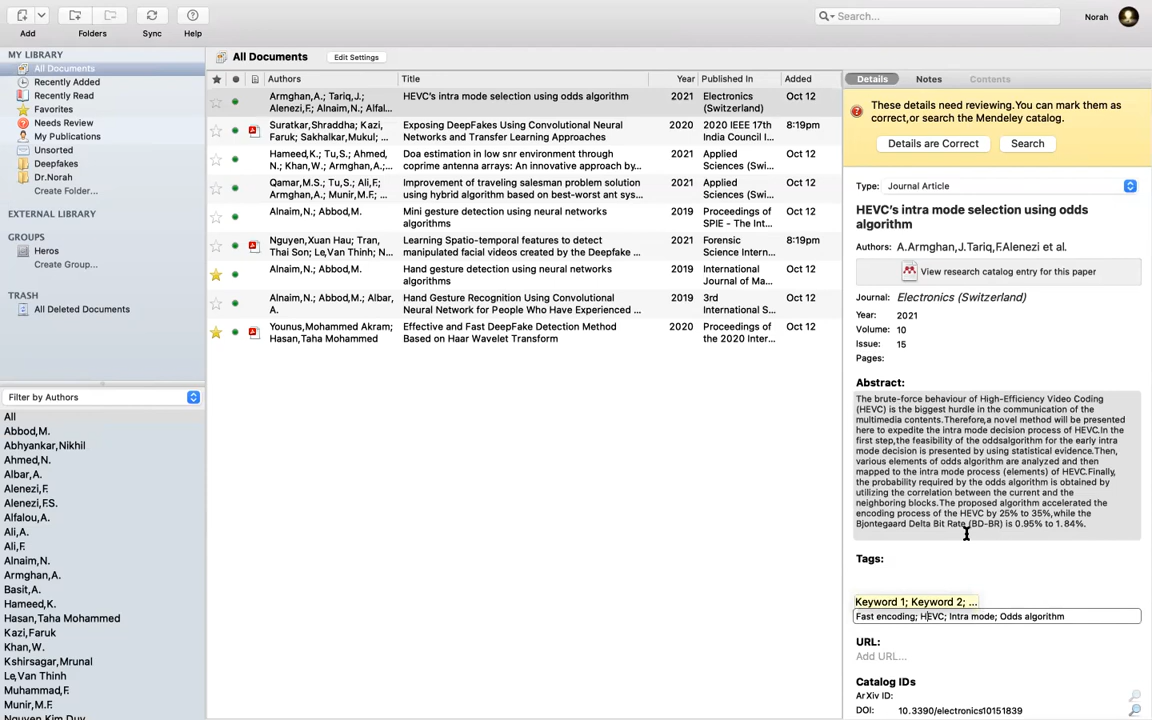 Search...
Norah
Add
Folders
Sync
Help
MY LIBRARY
All Documents
Recently Added
Recently Read
Favorites
Needs Review
My Publications
Unsorted
Deepfakes
Dr.Norah
Create Folder...
EXTERNAL LIBRARY
GROUPS
Heros
Create Group...
TRASH
All Deleted Documents
Filter by Authors
All
Abbod,M.
Abhyankar,Nikhil
Ahmed,N.
Albar,A.
Alenezi,F.
Alenezi,F.S.
Alfalou,A.
Ali,A.
Ali,F.
Alnaim,N.
Armghan,A.
Basit,A.
Hameed,K.
Hasan,Taha Mohammed
Kazi,Faruk
Khan,W.
Kshirsagar,Mrunal
Le,Van Thinh
Muhammad,F.
Munir,M.F.
Nguyen Kim Duy
All Documents
Edit Settings
Authors Title Year Published In Added
Armghan,A.; Tariq,J.; HEVC's intra mode selection using odds algorithm 2021 Electronics Oct 12
Alenezi,F.; Alnaim,N.; Alfal... (Switzerland)
Suratkar,Shraddha; Kazi, Exposing DeepFakes Using Convolutional Neural 2020 2020 IEEE 17th 8:19pm
Faruk; Sakhalkar,Mukul; ... Networks and Transfer Learning Approaches India Council I...
Hameed,K.; Tu,S.; Ahmed, Doa estimation in low snr environment through 2021 Applied Oct 12
N.; Khan,W.; Armghan,A.;... coprime antenna arrays: An innovative approach by... Sciences (Swi...
Qamar,M.S.; Tu,S.; Ali,F.; Improvement of traveling salesman problem solution 2021 Applied Oct 12
Armghan,A.; Munir,M.F.; ... using hybrid algorithm based on best-worst ant sys... Sciences (Swi...
Alnaim,N.; Abbod,M. Mini gesture detection using neural networks 2019 Proceedings of Oct 12
algorithms SPIE - The Int...
Nguyen,Xuan Hau; Tran, Learning Spatio-temporal features to detect 2021 Forensic 8:19pm
Thai Son; Le,Van Thinh; N... manipulated facial videos created by the Deepfake ... Science Intern...
Alnaim,N.; Abbod,M. Hand gesture detection using neural networks 2019 International Oct 12
algorithms Journal of Ma...
Alnaim,N.; Abbod,M.; Albar, Hand Gesture Recognition Using Convolutional 2019 3rd Oct 12
A. Neural Network for People Who Have Experienced ... International S...
Younus,Mohammed Akram; Effective and Fast DeepFake Detection Method 2020 Proceedings of Oct 12
Hasan,Taha Mohammed Based on Haar Wavelet Transform the 2020 Inter...
Details Notes Contents
These details need reviewing.You can mark them as
correct,or search the Mendeley catalog.
Details are Correct Search
Type: Journal Article
HEVC's intra mode selection using odds
algorithm
Authors: A.Armghan,J.Tariq,F.Alenezi et al.
View research catalog entry for this paper
Journal: Electronics (Switzerland)
Year: 2021
Volume: 10
Issue: 15
Pages:
Abstract:
The brute-force behaviour of High-Efficiency Video Coding
(HEVC) is the biggest hurdle in the communication of the
multimedia contents.Therefore,a novel method will be presented
here to expedite the intra mode decision process of HEVC.In the
first step,the feasibility of the oddsalgorithm for the early intra
mode decision is presented by using statistical evidence.Then,
various elements of odds algorithm are analyzed and then
mapped to the intra mode process (elements) of HEVC.Finally,
the probability required by the odds algorithm is obtained by
utilizing the correlation between the current and the
neighboring blocks.The proposed algorithm accelerated the
encoding process of the HEVC by 25% to 35%,while the
Bjontegaard Delta Bit Rate (BD-BR) is 0.95% to 1.84%.
Tags:
Keyword 1; Keyword 2; ...
Fast encoding; HEVC; Intra mode; Odds algorithm
URL:
Add URL...
Catalog IDs
ArXiv ID:
DOI: 10.3390/electronics10151839